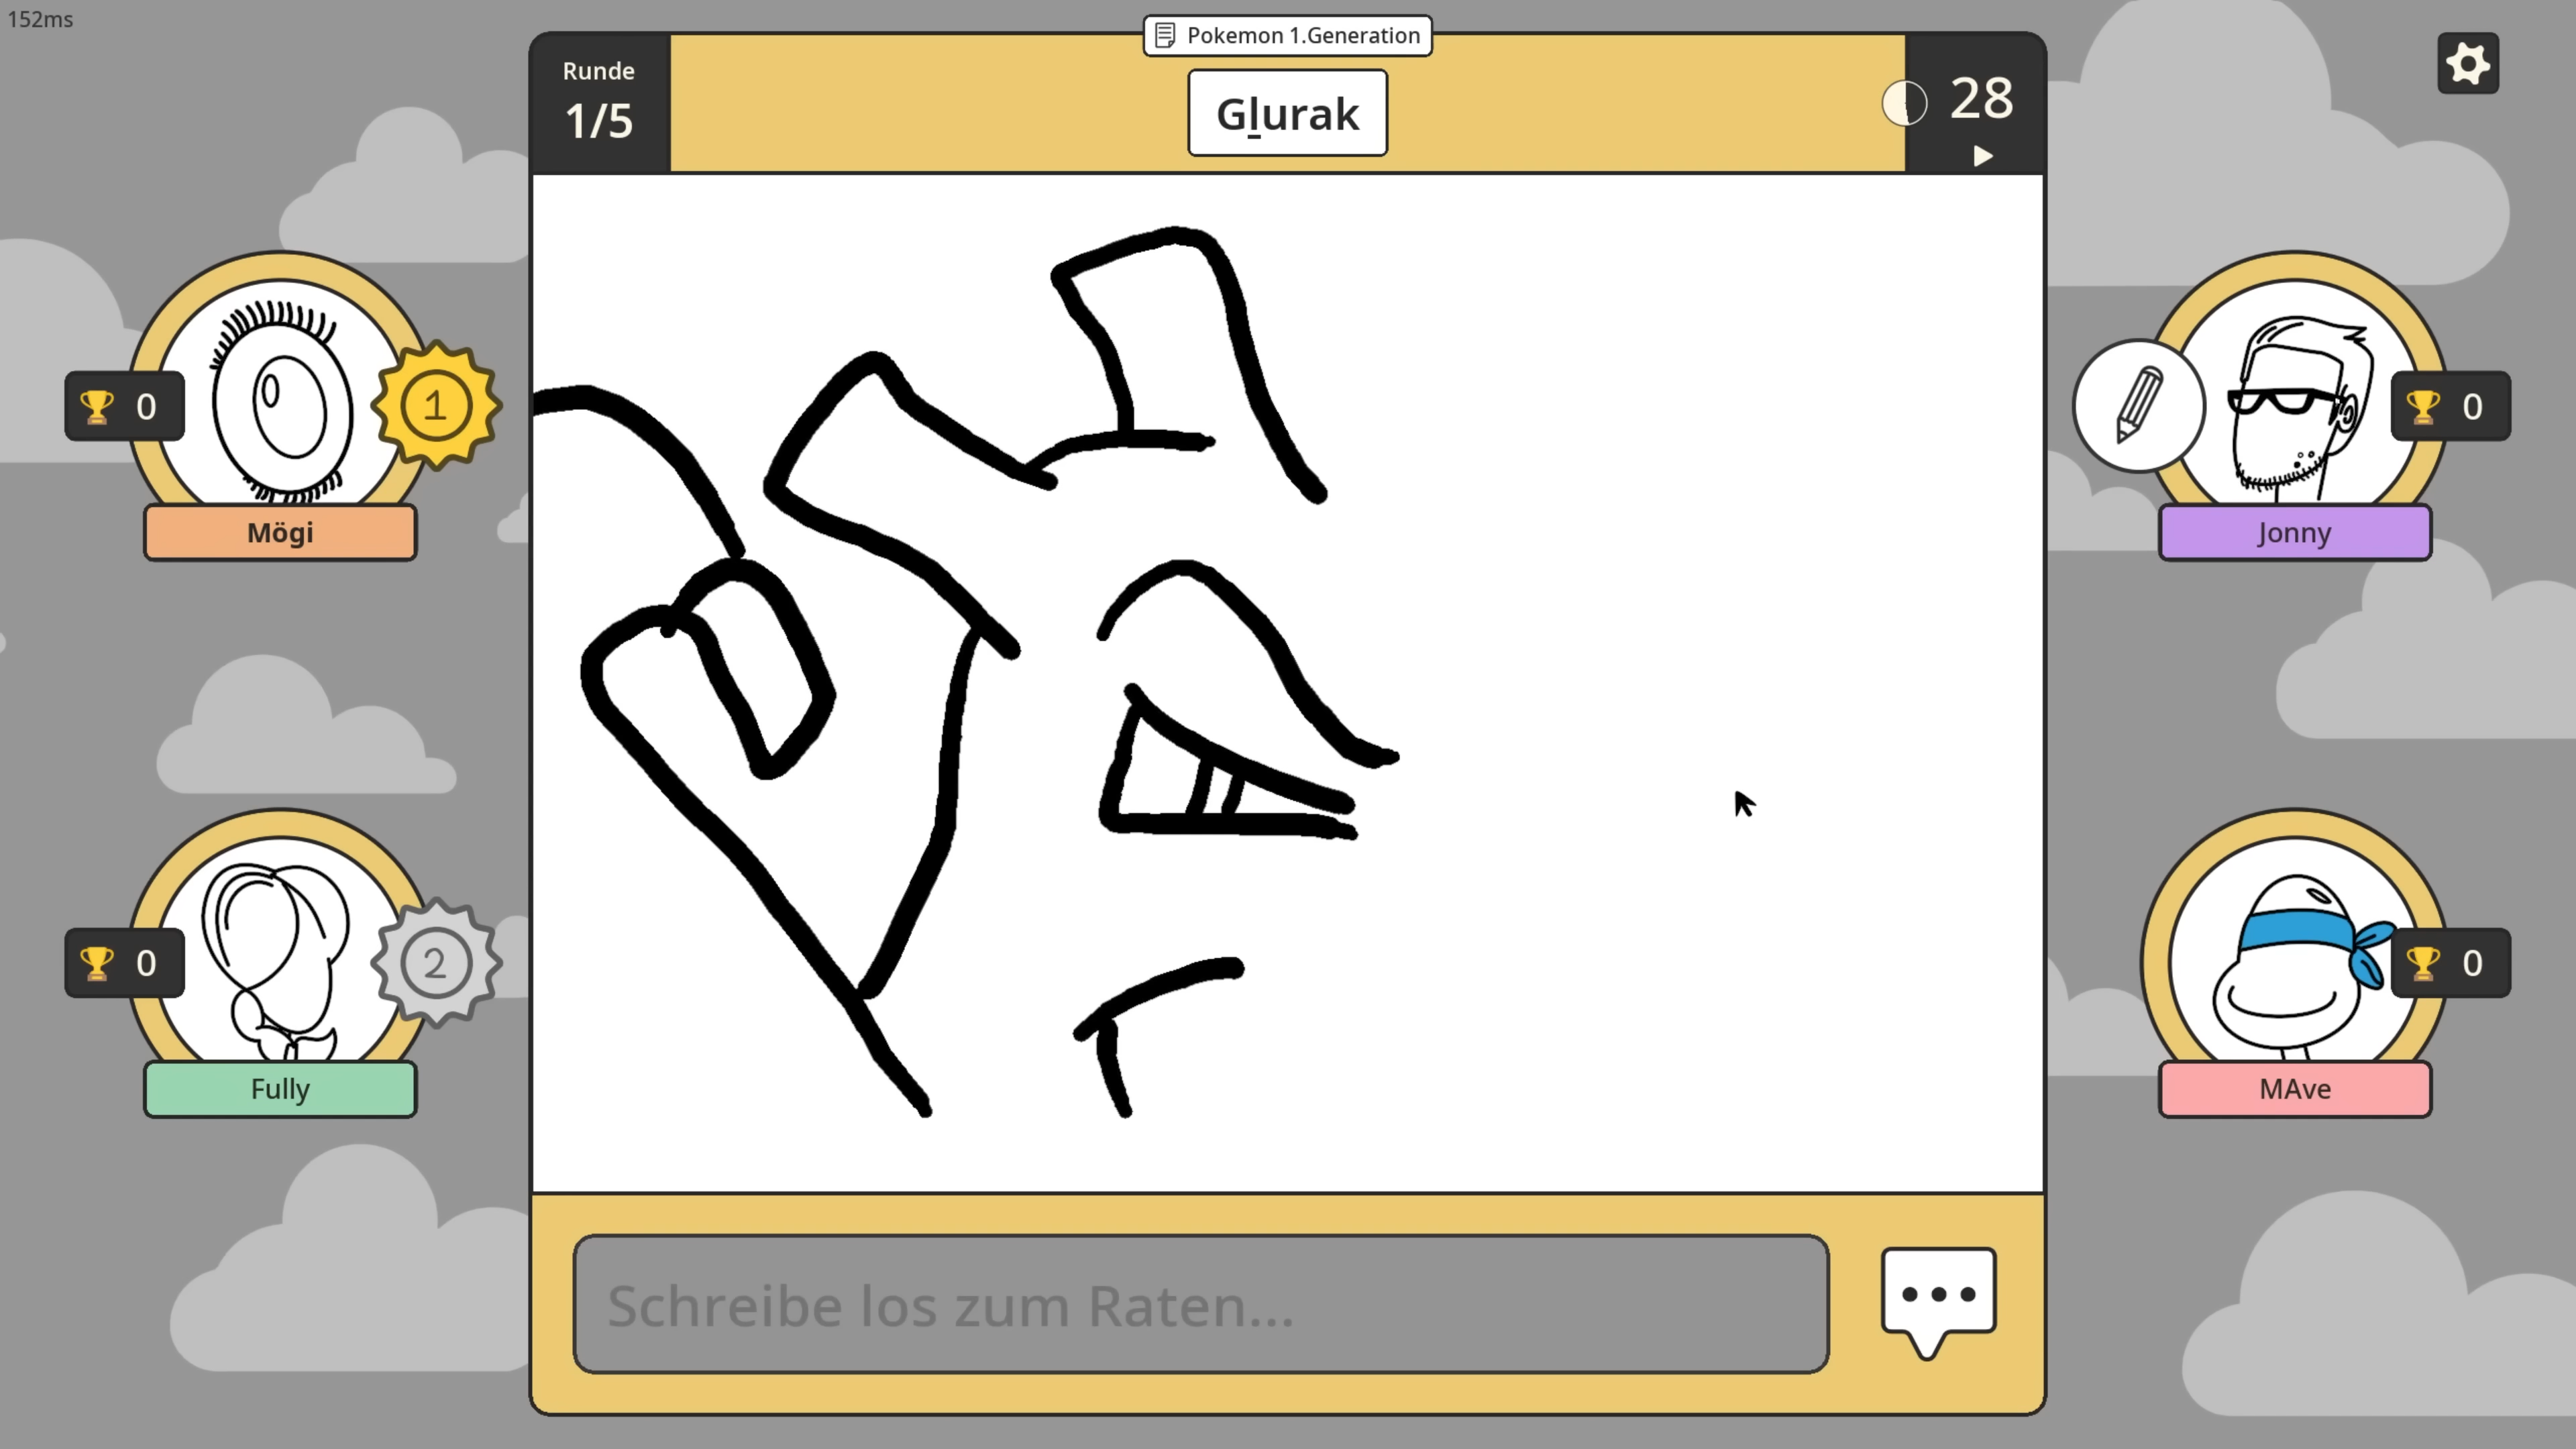 152ms
Pokemon 1.Generation
Runde
1/5
Glurak
28
0
1
Mögi
0
Jonny
0
2
Fully
0
MAve
Schreibe los zum Raten...